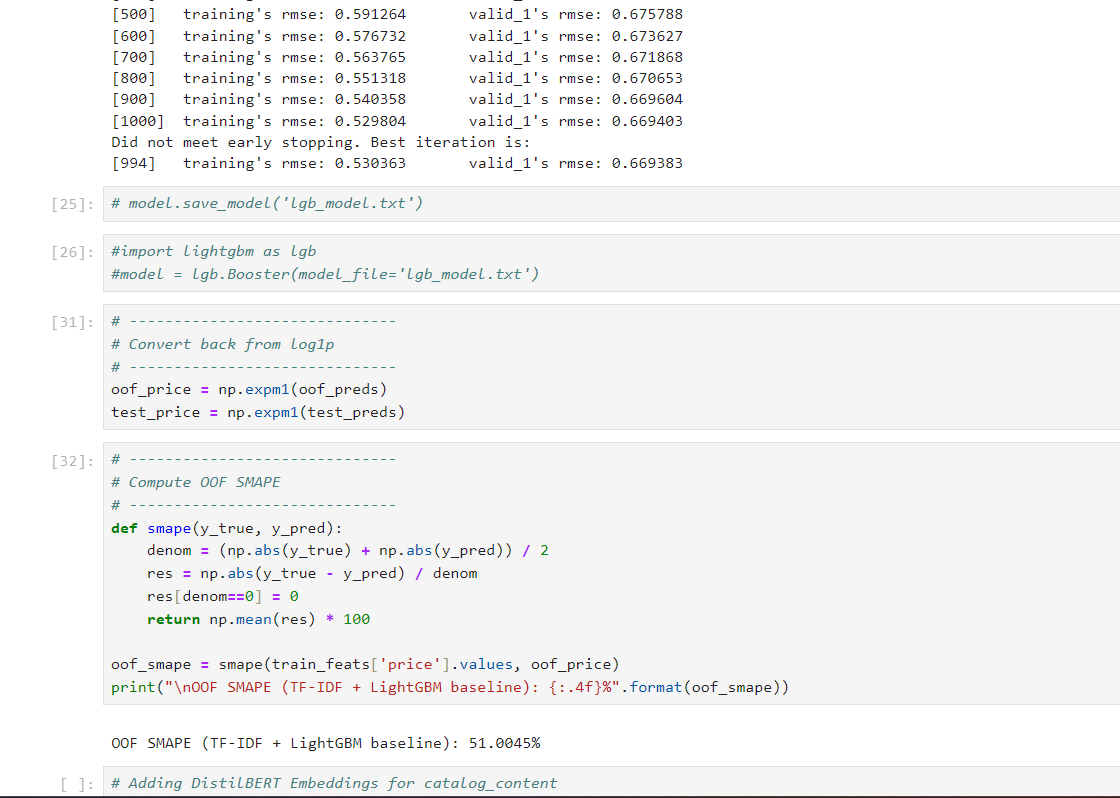 [500]   training's rmse: 0.591264       valid_1's rmse: 0.675788
[600]   training's rmse: 0.576732       valid_1's rmse: 0.673627
[700]   training's rmse: 0.563765       valid_1's rmse: 0.671868
[800]   training's rmse: 0.551318       valid_1's rmse: 0.670653
[900]   training's rmse: 0.540358       valid_1's rmse: 0.669604
[1000]  training's rmse: 0.529804       valid_1's rmse: 0.669403
Did not meet early stopping. Best iteration is:
[994]   training's rmse: 0.530363       valid_1's rmse: 0.669383
[25]: # model.save_model('lgb_model.txt')
[26]: #import lightgbm as lgb
#model = lgb.Booster(model_file='lgb_model.txt')
[31]: # ------------------------------
# Convert back from log1p
# ------------------------------
oof_price = np.expm1(oof_preds)
test_price = np.expm1(test_preds)
[32]: # ------------------------------
# Compute OOF SMAPE
# ------------------------------
def smape(y_true, y_pred):
    denom = (np.abs(y_true) + np.abs(y_pred)) / 2
    res = np.abs(y_true - y_pred) / denom
    res[denom==0] = 0
    return np.mean(res) * 100
oof_smape = smape(train_feats['price'].values, oof_price)
print("\nOOF SMAPE (TF-IDF + LightGBM baseline): {:.4f}%".format(oof_smape))
OOF SMAPE (TF-IDF + LightGBM baseline): 51.0045%
[ ]: # Adding DistilBERT Embeddings for catalog_content